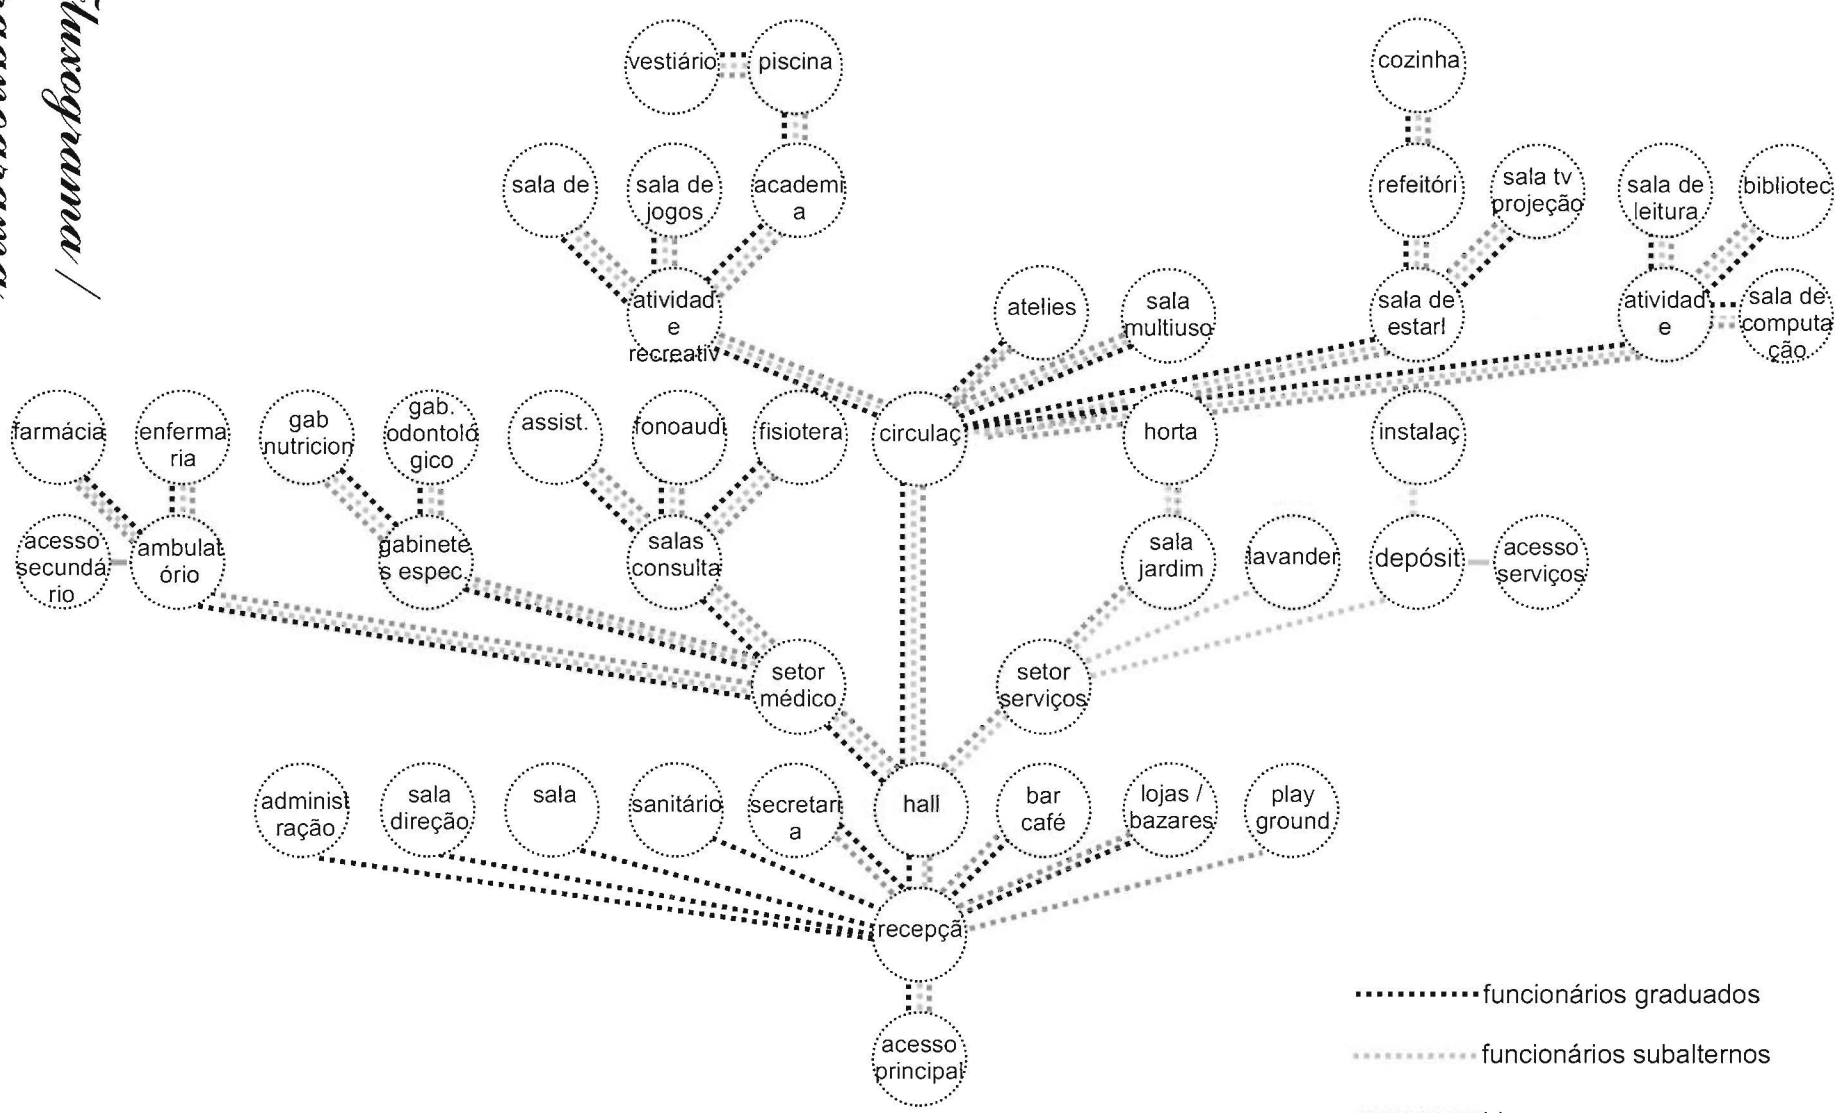 Fluxograma /
vestiário
piscina
cozinha
sala de
sala de
jogos
academi
a
refeitóri
sala tv
projeção
sala de
leitura
bibliotec
atividad
e
recreativ
atelies
sala
multiuso
sala de
estarl
atividad
e
sala de
computa
ção
farmácia
enferma
ria
gab
nutricion
gab.
odontoló
gico
assist.
fonoaudi
fisiotera
circulaç
horta
instalaç
acesso
secundá
rio
ambulat
ório
gabinete
s espec.
salas
consulta
sala
jardim
lavander
depósit
acesso
serviços
setor
médico
setor
serviços
administ
ração
sala
direção
sala
sanitário
secretari
a
hall
bar
café
lojas /
bazares
play
ground
recepçã
acesso
principal
funcionários graduados
funcionários subalternos